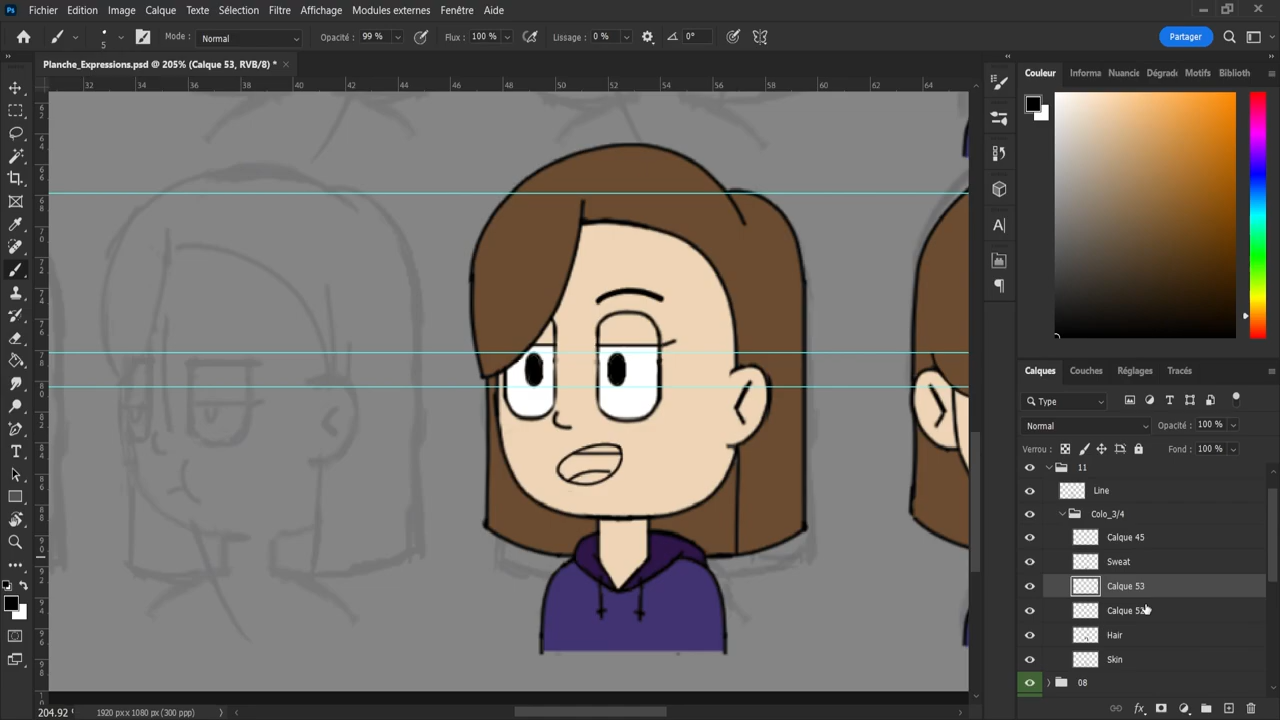 Ps Fichier Edition Image Calque Texte Sélection Filtre Affichage Modules externes Fenêtre Aide
5 Mode : Normal Opacité : 99 % Flux : 100 % Lissage : 0 % 0° Partager
Planche_Expressions.psd @ 205% (Calque 53, RVB/8) * ×
Couleur Informa Nuancie Dégradé Motifs Biblioth
32 34 36 38 40 42 44 46 48 50 52 54 56 58 60 62 64
Calques Couches Réglages Tracés
Type
Normal Opacité : 100 %
Verrou : Fond : 100 %
11
Line
Colo_3/4
Calque 45
Sweat
Calque 53
Hair
Skin
08
204.92 1920 px x 1080 px (300 ppp)